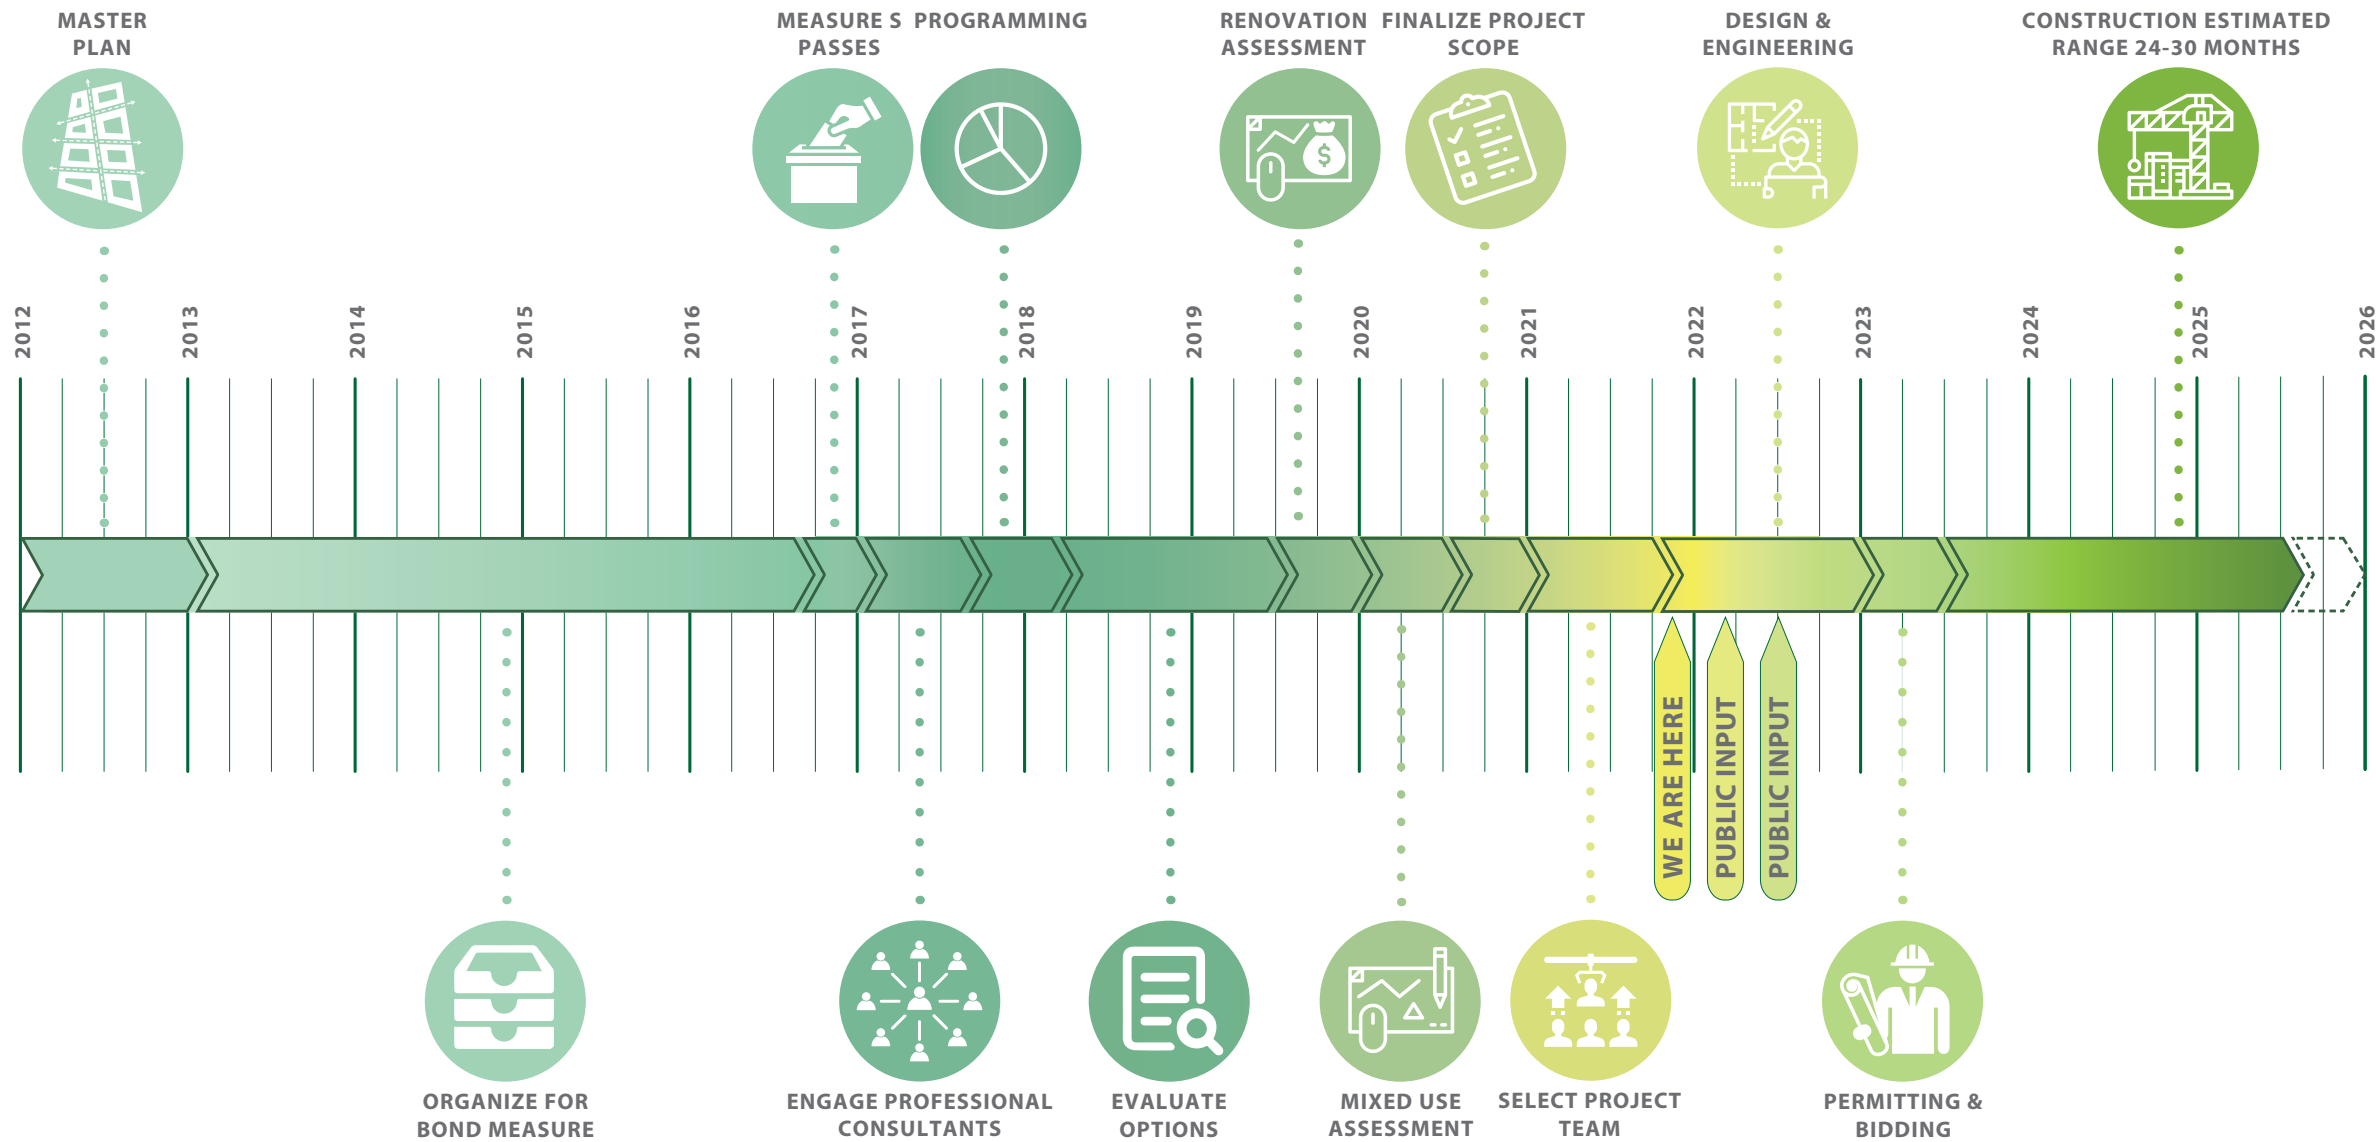 MASTER
PLAN
MEASURE S
PASSES
PROGRAMMING
RENOVATION
ASSESSMENT
FINALIZE PROJECT
SCOPE
DESIGN &
ENGINEERING
CONSTRUCTION ESTIMATED
RANGE 24-30 MONTHS
$
2012
2013
2014
2015
2016
2017
2018
2019
2020
2021
2022
2023
2024
2025
2026
WE ARE HERE
PUBLIC INPUT
PUBLIC INPUT
ORGANIZE FOR
BOND MEASURE
ENGAGE PROFESSIONAL
CONSULTANTS
EVALUATE
OPTIONS
MIXED USE
ASSESSMENT
SELECT PROJECT
TEAM
PERMITTING &
BIDDING